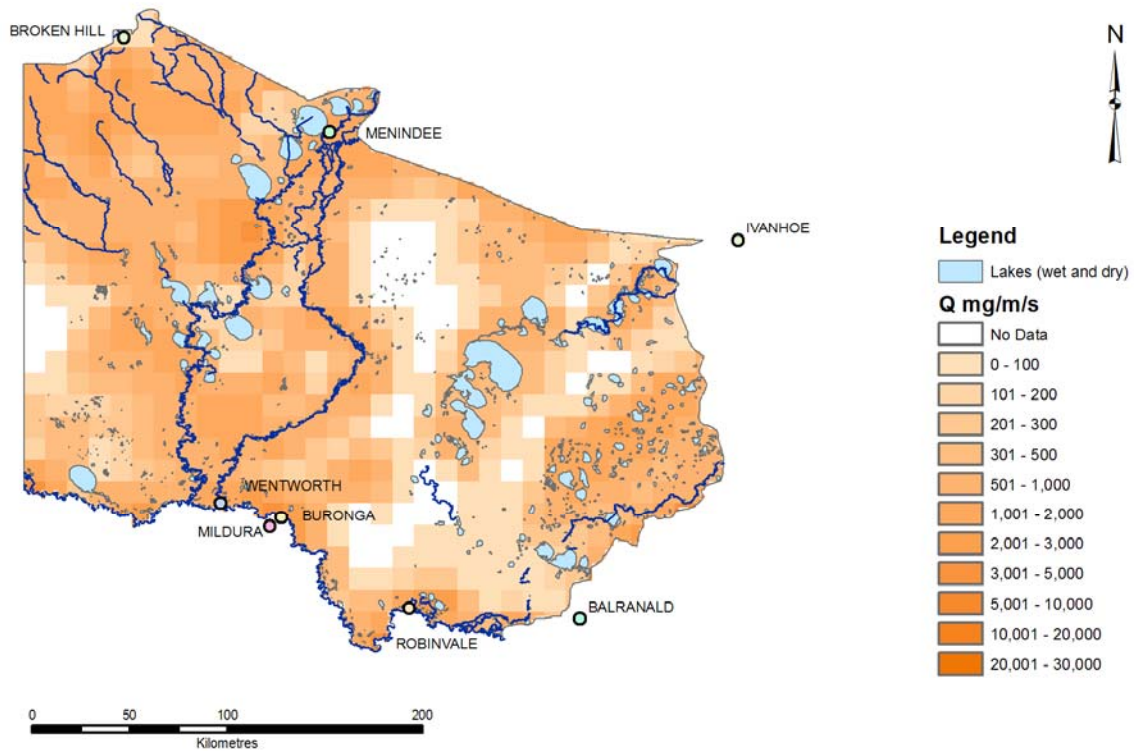 BROKEN HILL
N
MENINDEE
IVANHOE
Legend
Lakes (wet and dry)
Q mg/m/s
No Data
0 - 100
101 - 200
201 - 300
301 - 500
501 - 1,000
1,001 - 2,000
2,001 - 3,000
3,001 - 5,000
5,001 - 10,000
10,001 - 20,000
20,001 - 30,000
WENTWORTH
BURONGA
MILDURA
BALRANALD
ROBINVALE
0 50 100 200
Kilometres